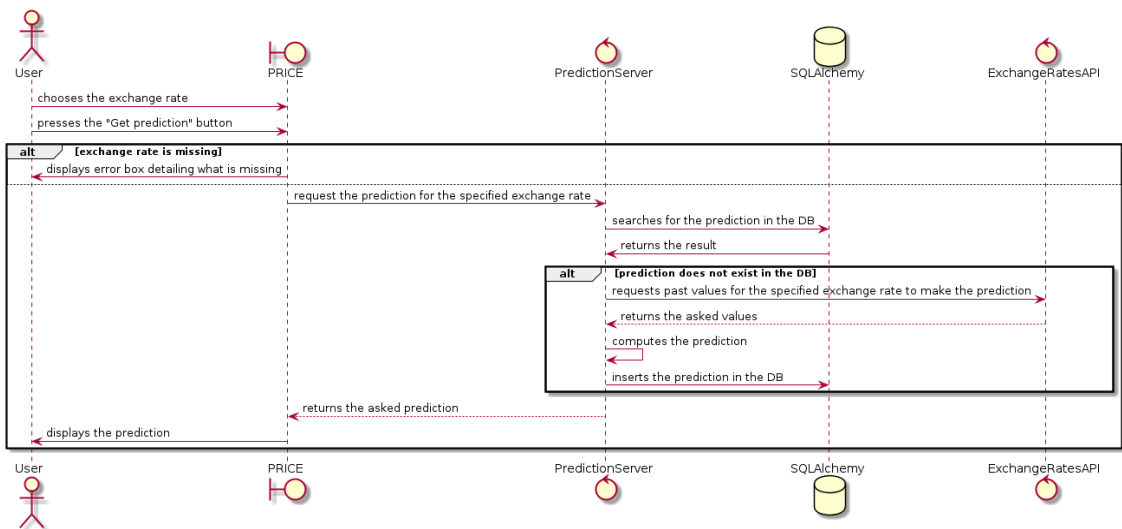 User PRICE PredictionServer SQLAlchemy ExchangeRatesAPI
chooses the exchange rate
presses the "Get prediction" button
alt [exchange rate is missing]
displays error box detailing what is missing
request the prediction for the specified exchange rate
searches for the prediction in the DB
returns the result
alt [prediction does not exist in the DB]
requests past values for the specified exchange rate to make the prediction
returns the asked values
computes the prediction
inserts the prediction in the DB
returns the asked prediction
displays the prediction
User PRICE PredictionServer SQLAlchemy ExchangeRatesAPI